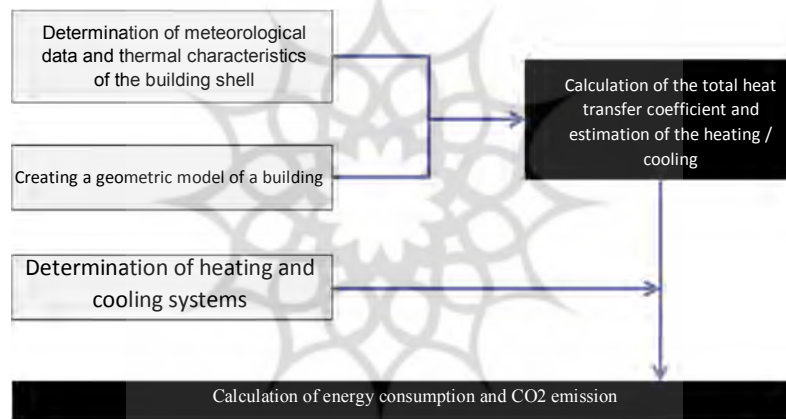 Determination of meteorological
data and thermal characteristics
of the building shell
Calculation of the total heat
transfer coefficient and
estimation of the heating /
cooling
Creating a geometric model of a building
Determination of heating and
cooling systems
Calculation of energy consumption and CO2 emission